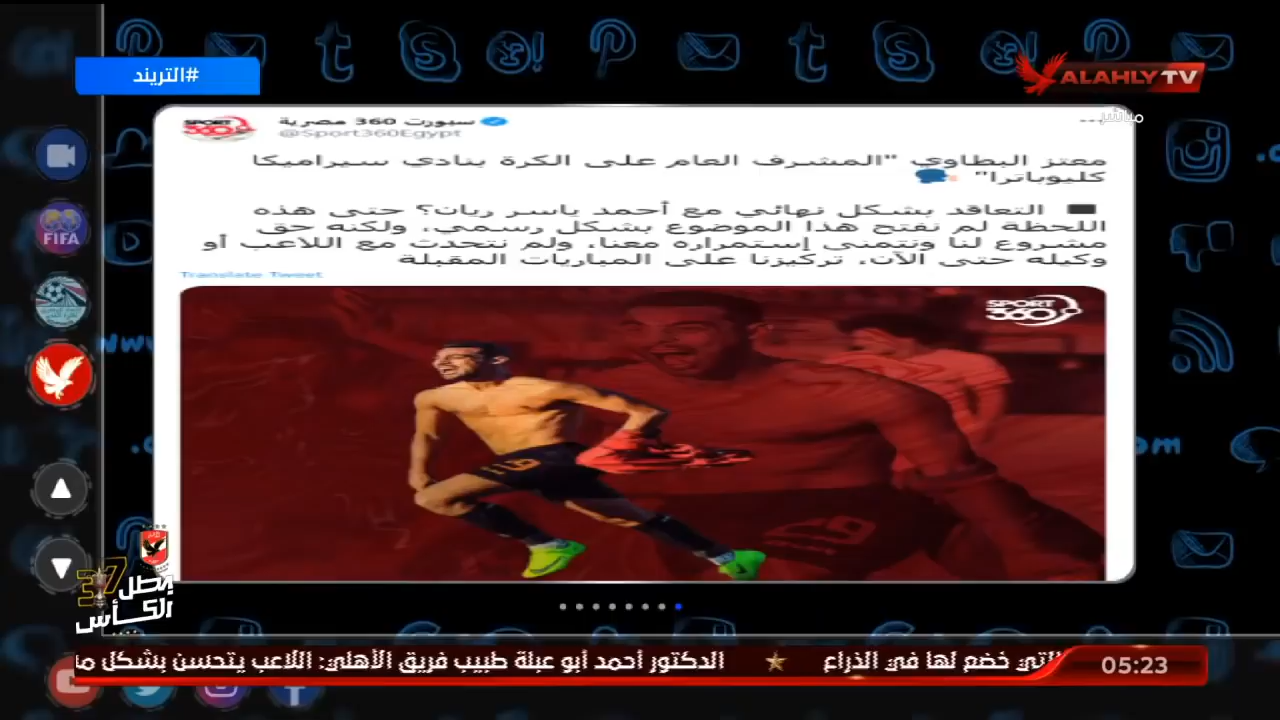 #التريند
ALAHLY TV
مباشر
SPORT 360
سبورت 360 مصرية
@Sport360Egypt
معتز البطاوي "المشرف العام على الكرة بنادي سيراميكا
كليوباترا"
التعاقد بشكل نهائي مع أحمد ياسر ريان؟ حتى هذه
اللحظة لم نفتح هذا الموضوع بشكل رسمي، ولكنه حق
مشروع لنا ونتمنى إستمراره معنا، ولم نتحدث مع اللاعب أو
وكيله حتى الآن، تركيزنا على المباريات المقبلة
Translate Tweet
SPORT 360
FIFA
19
بطل 37
الكأس
التي خضع لها في الذراع
الدكتور أحمد أبو عبلة طبيب فريق الأهلي: اللاعب يتحسن بشكل
05:23